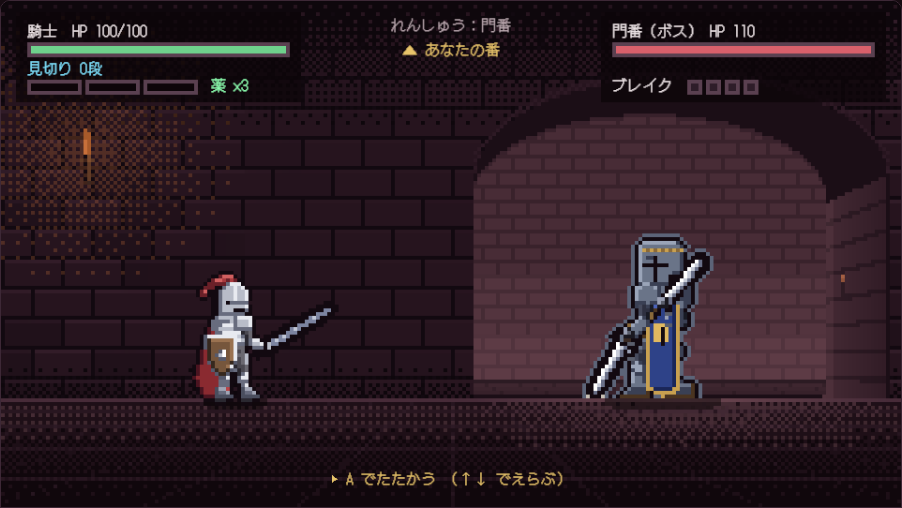 騎士 HP 100/100
見切り 0段
薬 x3
れんしゅう：門番
▲ あなたの番
門番（ボス） HP 110
ブレイク
▸ A でたたかう （↑↓ でえらぶ）